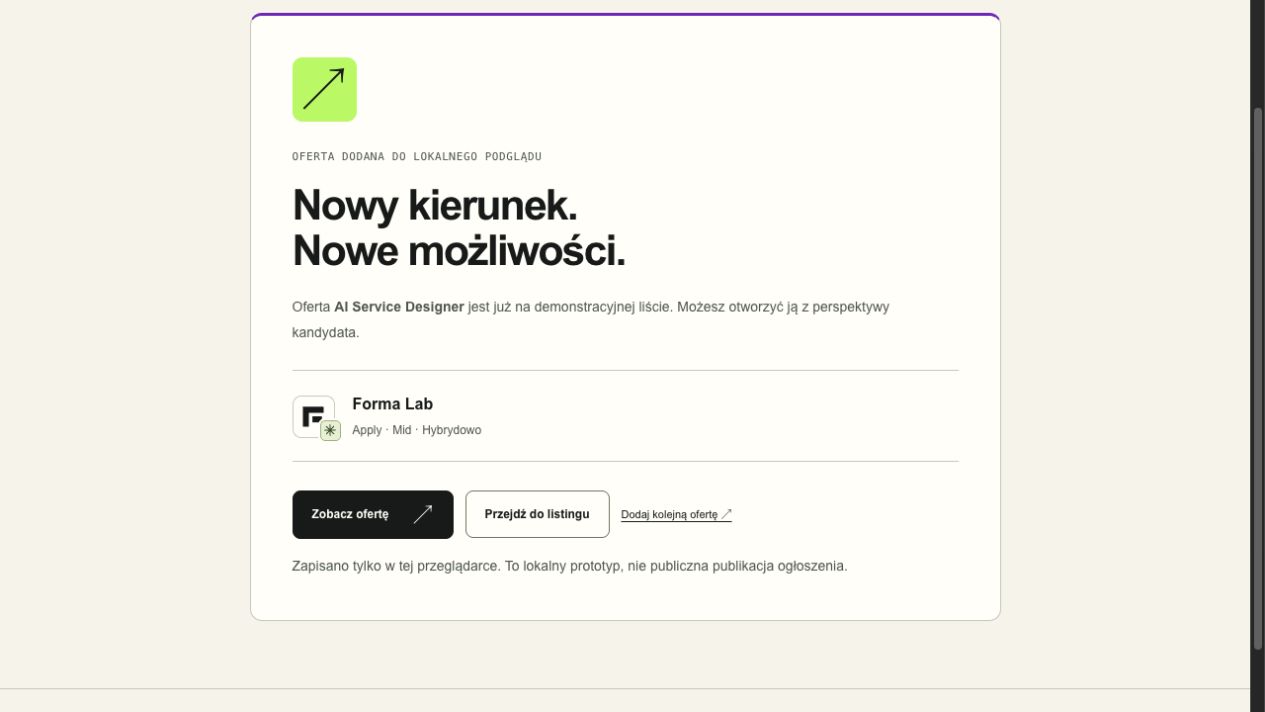 OFERTA DODANA DO LOKALNEGO PODGLĄDU
Nowy kierunek.
Nowe możliwości.
Oferta AI Service Designer jest już na demonstracyjnej liście. Możesz otworzyć ją z perspektywy
kandydata.
Forma Lab
Apply · Mid · Hybrydowo
Zobacz ofertę
Przejdź do listingu
Dodaj kolejną ofertę
Zapisano tylko w tej przeglądarce. To lokalny prototyp, nie publiczna publikacja ogłoszenia.